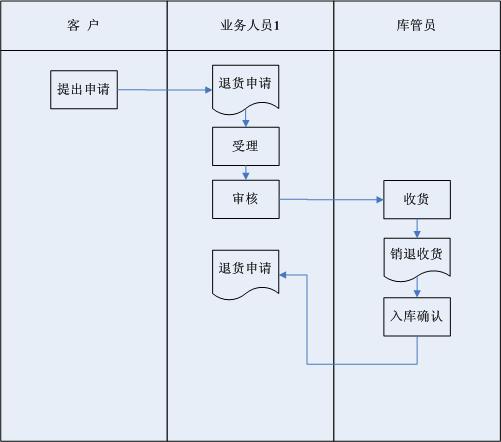 客 户
业务人员1
库管员
提出申请
退货申请
受理
审核
收货
销退收货
退货申请
入库确认